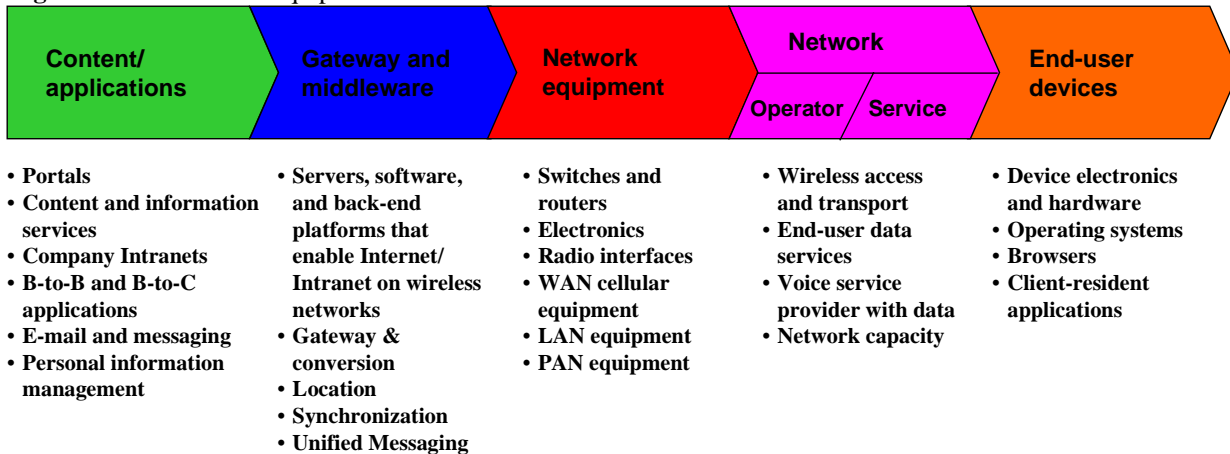 Content/
applications
Gateway and
middleware
Network
equipment
Network
Operator
Service
End-user
devices
• Portals
• Content and information
services
• Company Intranets
• B-to-B and B-to-C
applications
• E-mail and messaging
• Personal information
management
• Servers, software,
and back-end
platforms that
enable Internet/
Intranet on wireless
networks
• Gateway &
conversion
• Location
• Synchronization
• Unified Messaging
• Switches and
routers
• Electronics
• Radio interfaces
• WAN cellular
equipment
• LAN equipment
• PAN equipment
• Wireless access
and transport
• End-user data
services
• Voice service
provider with data
• Network capacity
• Device electronics
and hardware
• Operating systems
• Browsers
• Client-resident
applications